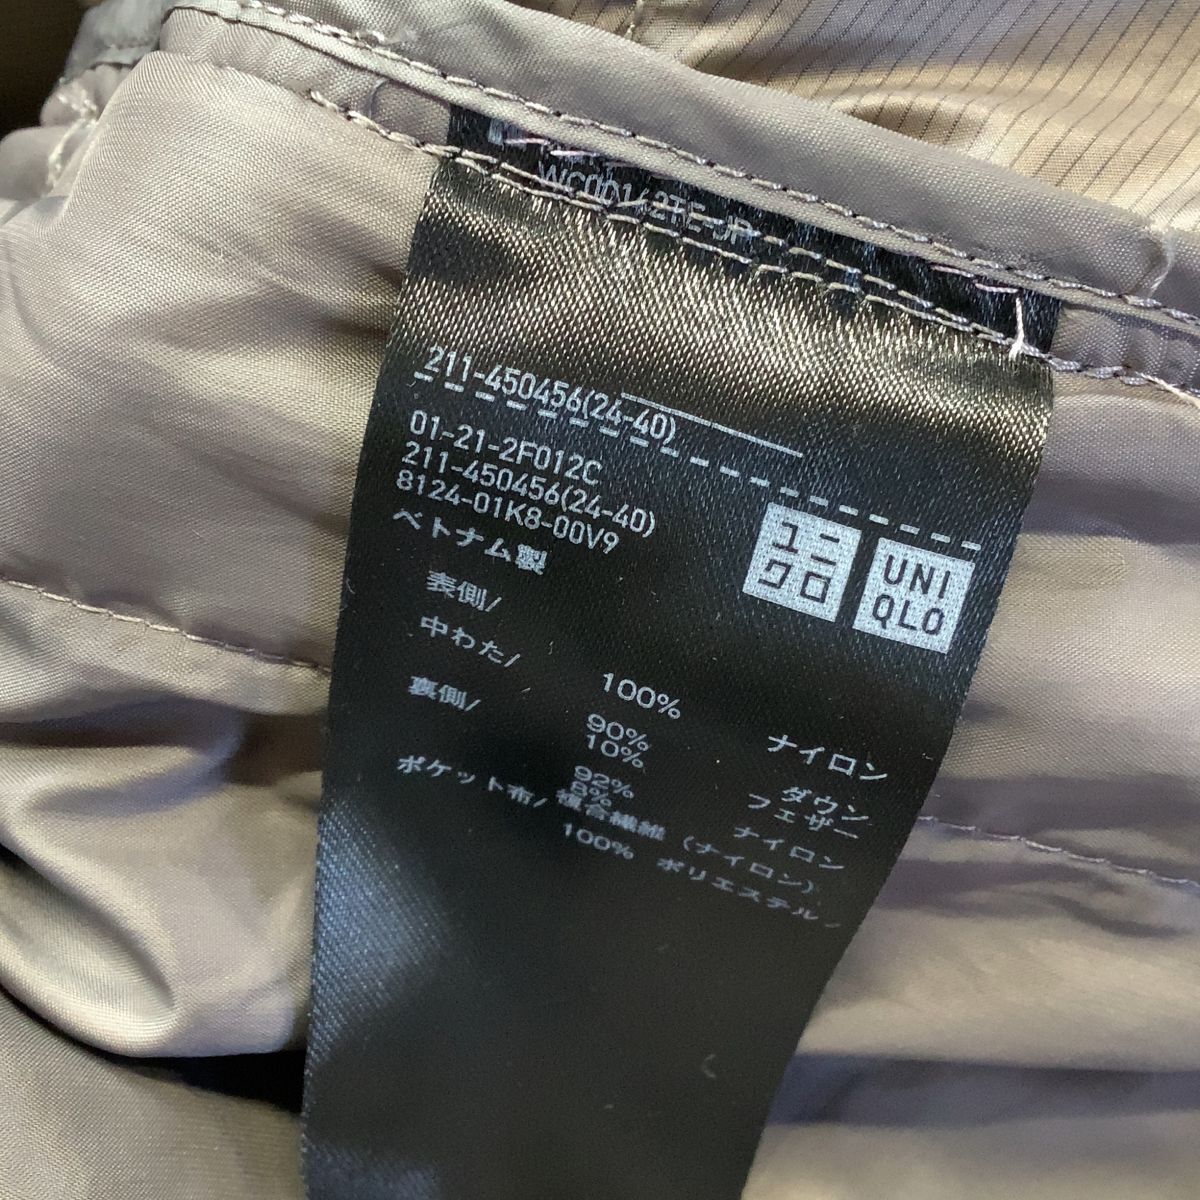 211-450456(24-40)
01-21-2F012C
211-450456(24-40)
8124-01K8-00V9
ベトナム製
ユニ
クロ
UNI
QLO
表側/
100% ナイロン
中わた/
90% ダウン
10% フェザー
裏側/
92% ナイロン
8% 複合繊維 (ナイロン)
ポケット布/
100% ポリエステル